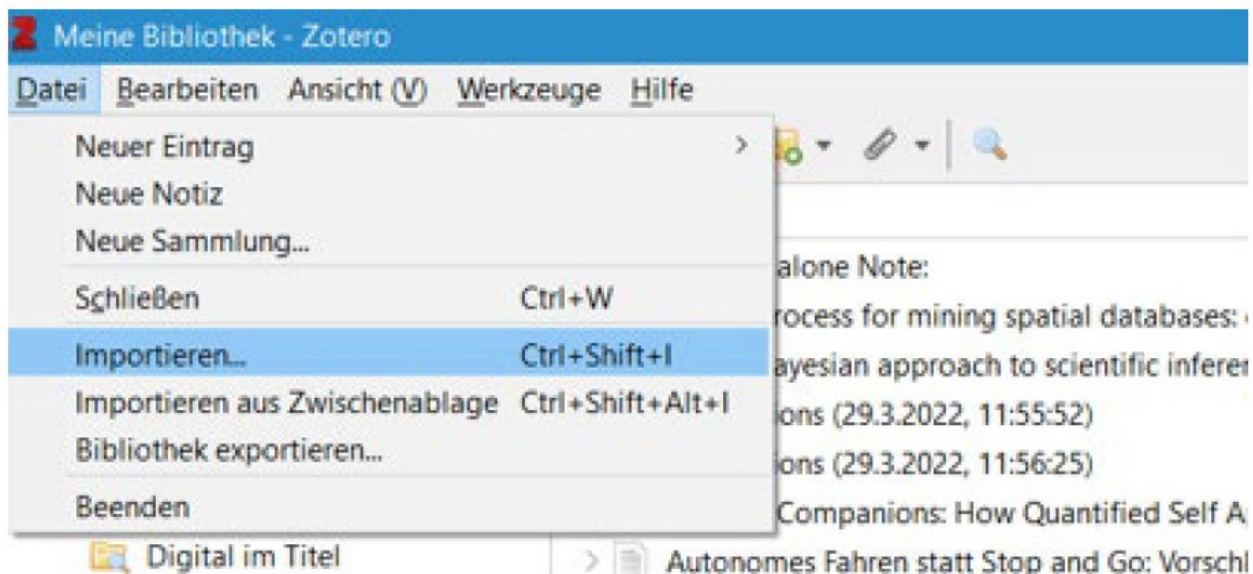 Meine Bibliothek - Zotero
Datei Bearbeiten Ansicht (V) Werkzeuge Hilfe
Neuer Eintrag
Neue Notiz
Neue Sammlung...
alone Note:
Schließen Ctrl+W
rocess for mining spatial databases:
Importieren... Ctrl+Shift+I
ayesian approach to scientific inferen
Importieren aus Zwischenablage Ctrl+Shift+Alt+I
ions (29.3.2022, 11:55:52)
Bibliothek exportieren...
ions (29.3.2022, 11:56:25)
Beenden
Companions: How Quantified Self A
Digital im Titel
Autonomes Fahren statt Stop and Go: Vorschl